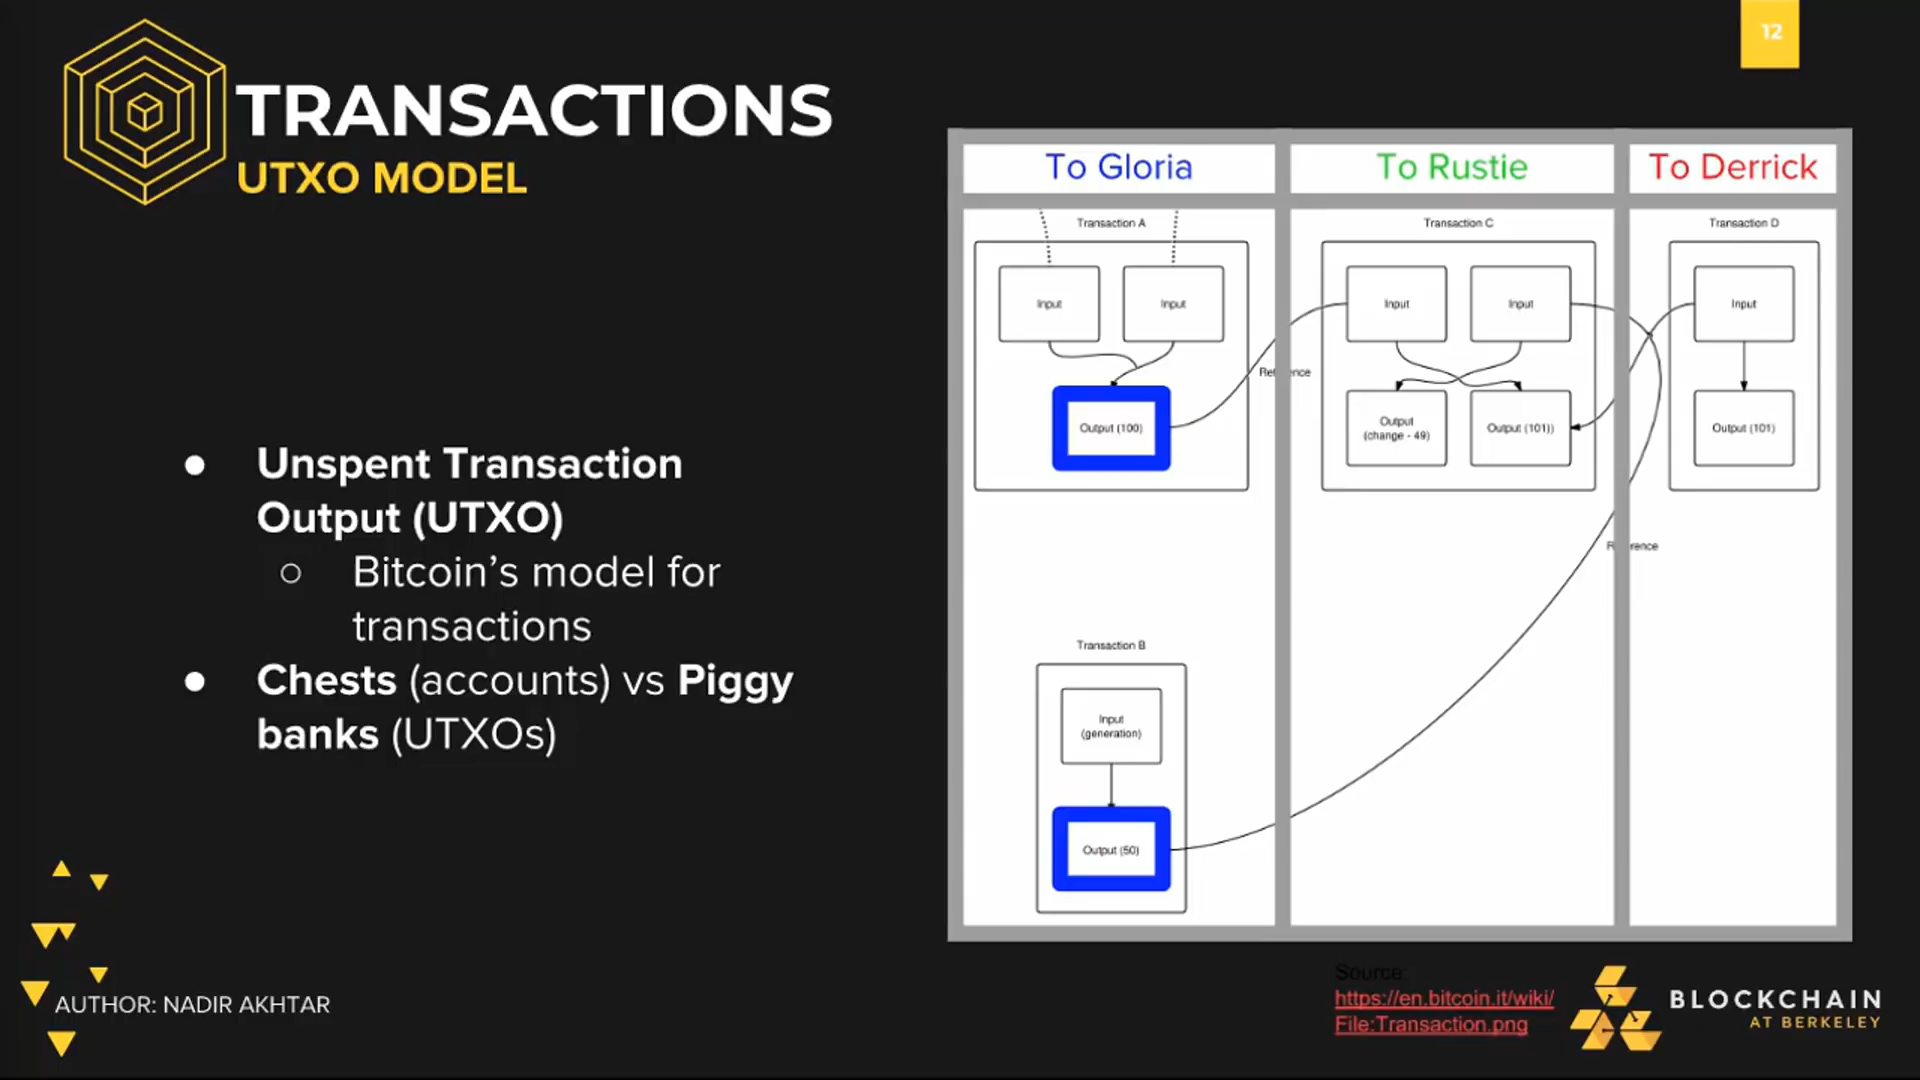 12
TRANSACTIONS
UTXO MODEL
● Unspent Transaction
Output (UTXO)
○ Bitcoin’s model for
transactions
● Chests (accounts) vs Piggy
banks (UTXOs)
To Gloria
To Rustie
To Derrick
Transaction A
Input
Input
Output (100)
Transaction B
Input
(generation)
Output (50)
Transaction C
Input
Input
Output
(change - 49)
Output (101))
Transaction D
Input
Output (101)
Source:
https://en.bitcoin.it/wiki/
File:Transaction.png
AUTHOR: NADIR AKHTAR
BLOCKCHAIN
AT BERKELEY